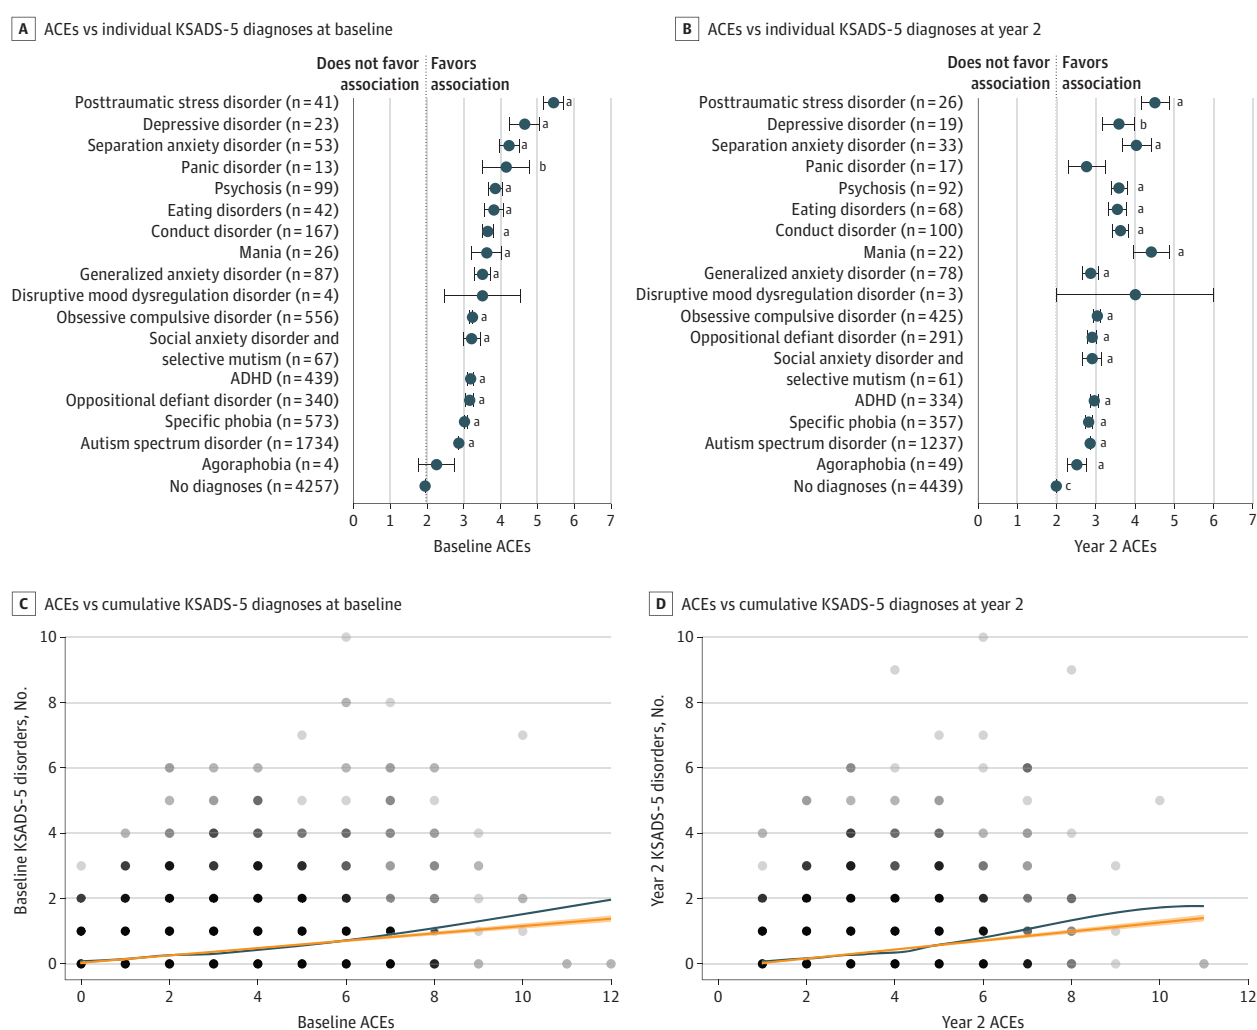 A ACEs vs individual KSADS-5 diagnoses at baseline
Does not favor association
Favors association
Posttraumatic stress disorder (n=41) a
Depressive disorder (n=23) a
Separation anxiety disorder (n=53) a
Panic disorder (n=13) b
Psychosis (n=99) a
Eating disorders (n=42) a
Conduct disorder (n=167) a
Mania (n=26) a
Generalized anxiety disorder (n=87) a
Disruptive mood dysregulation disorder (n=4)
Obsessive compulsive disorder (n=556) a
Social anxiety disorder and a
selective mutism (n=67)
ADHD (n=439) a
Oppositional defiant disorder (n=340) a
Specific phobia (n=573) a
Autism spectrum disorder (n=1734) a
Agoraphobia (n=4)
No diagnoses (n=4257)
0 1 2 3 4 5 6 7
Baseline ACEs
B ACEs vs individual KSADS-5 diagnoses at year 2
Does not favor association
Favors association
Posttraumatic stress disorder (n=26) a
Depressive disorder (n=19) b
Separation anxiety disorder (n=33) a
Panic disorder (n=17)
Psychosis (n=92) a
Eating disorders (n=68) a
Conduct disorder (n=100) a
Mania (n=22) a
Generalized anxiety disorder (n=78) a
Disruptive mood dysregulation disorder (n=3)
Obsessive compulsive disorder (n=425) a
Oppositional defiant disorder (n=291) a
Social anxiety disorder and a
selective mutism (n=61)
ADHD (n=334) a
Specific phobia (n=357) a
Autism spectrum disorder (n=1237) a
Agoraphobia (n=49) a
No diagnoses (n=4439) c
0 1 2 3 4 5 6 7
Year 2 ACEs
C ACEs vs cumulative KSADS-5 diagnoses at baseline
Baseline KSADS-5 disorders, No.
10
8
6
4
2
0
0 2 4 6 8 10 12
Baseline ACEs
D ACEs vs cumulative KSADS-5 diagnoses at year 2
Year 2 KSADS-5 disorders, No.
10
8
6
4
2
0
0 2 4 6 8 10 12
Year 2 ACEs